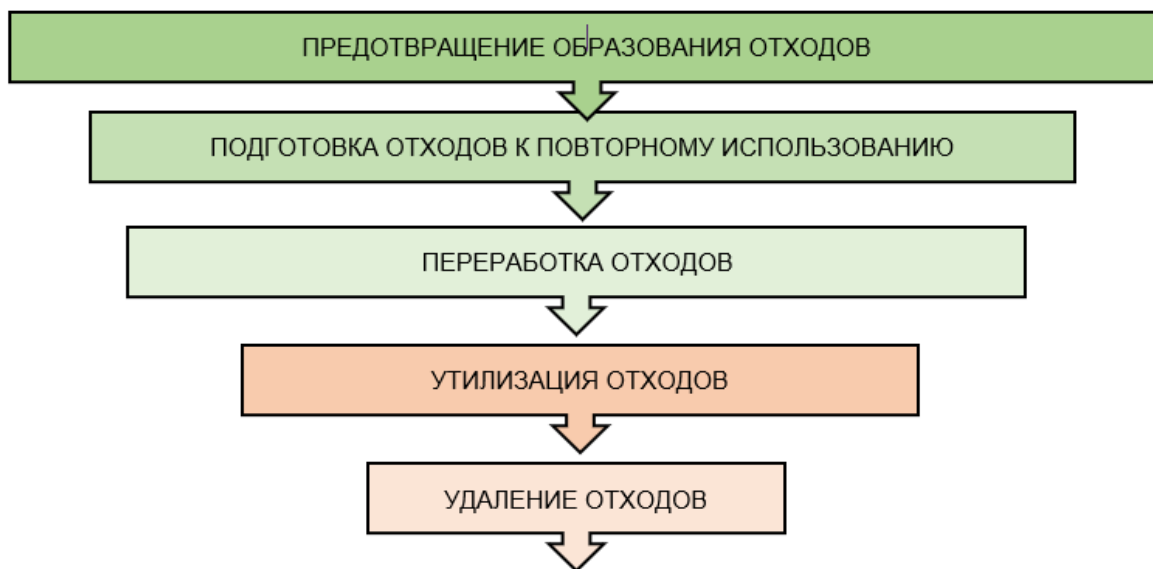 ПРЕДОТВРАЩЕНИЕ ОБРАЗОВАНИЯ ОТХОДОВ
ПОДГОТОВКА ОТХОДОВ К ПОВТОРНОМУ ИСПОЛЬЗОВАНИЮ
ПЕРЕРАБОТКА ОТХОДОВ
УТИЛИЗАЦИЯ ОТХОДОВ
УДАЛЕНИЕ ОТХОДОВ